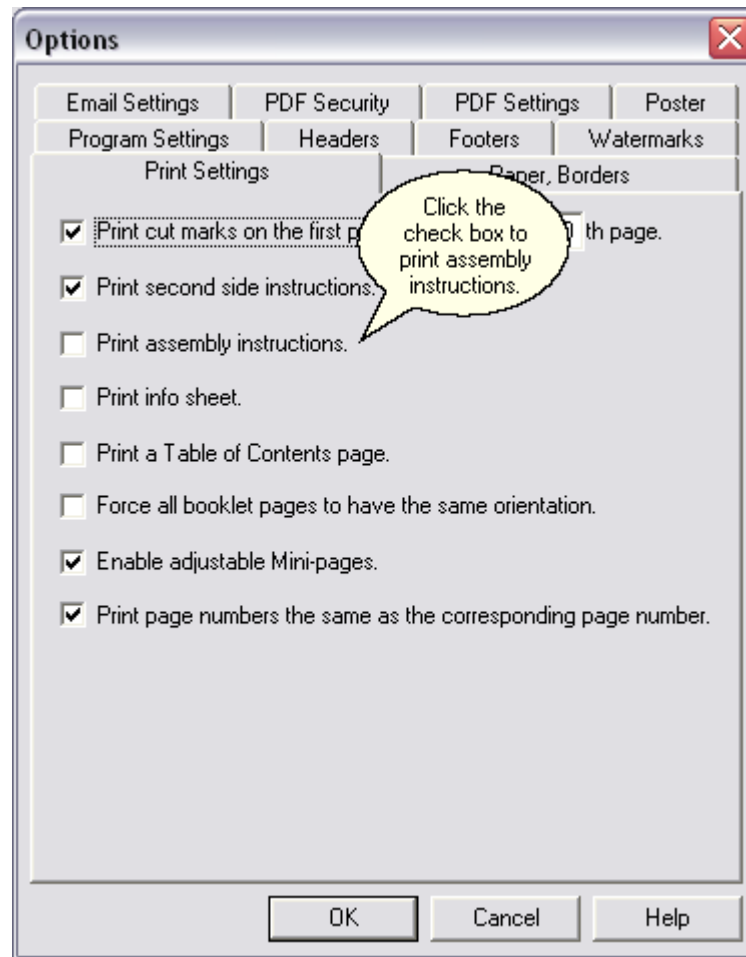 Options
Email Settings PDF Security PDF Settings Poster
Program Settings Headers Footers Watermarks
Print Settings Paper, Borders
Click the
check box to
print assembly
instructions.
Print cut marks on the first th page.
Print second side instructions.
Print assembly instructions.
Print info sheet.
Print a Table of Contents page.
Force all booklet pages to have the same orientation.
Enable adjustable Mini-pages.
Print page numbers the same as the corresponding page number.
OK Cancel Help